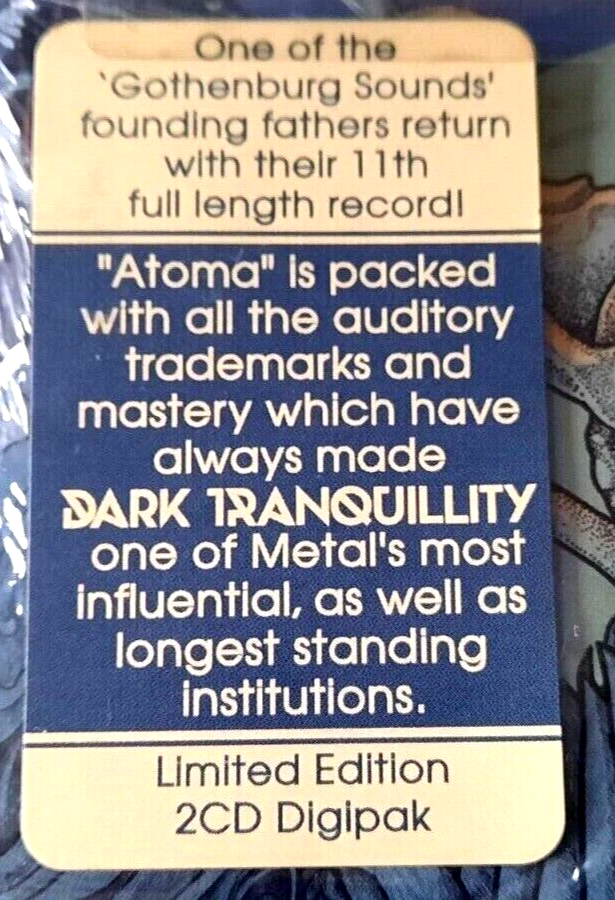 One of the
'Gothenburg Sounds'
founding fathers return
with their 11th
full length record!
"Atoma" is packed
with all the auditory
trademarks and
mastery which have
always made
DARK TRANQUILLITY
one of Metal's most
influential, as well as
longest standing
institutions.
Limited Edition
2CD Digipak